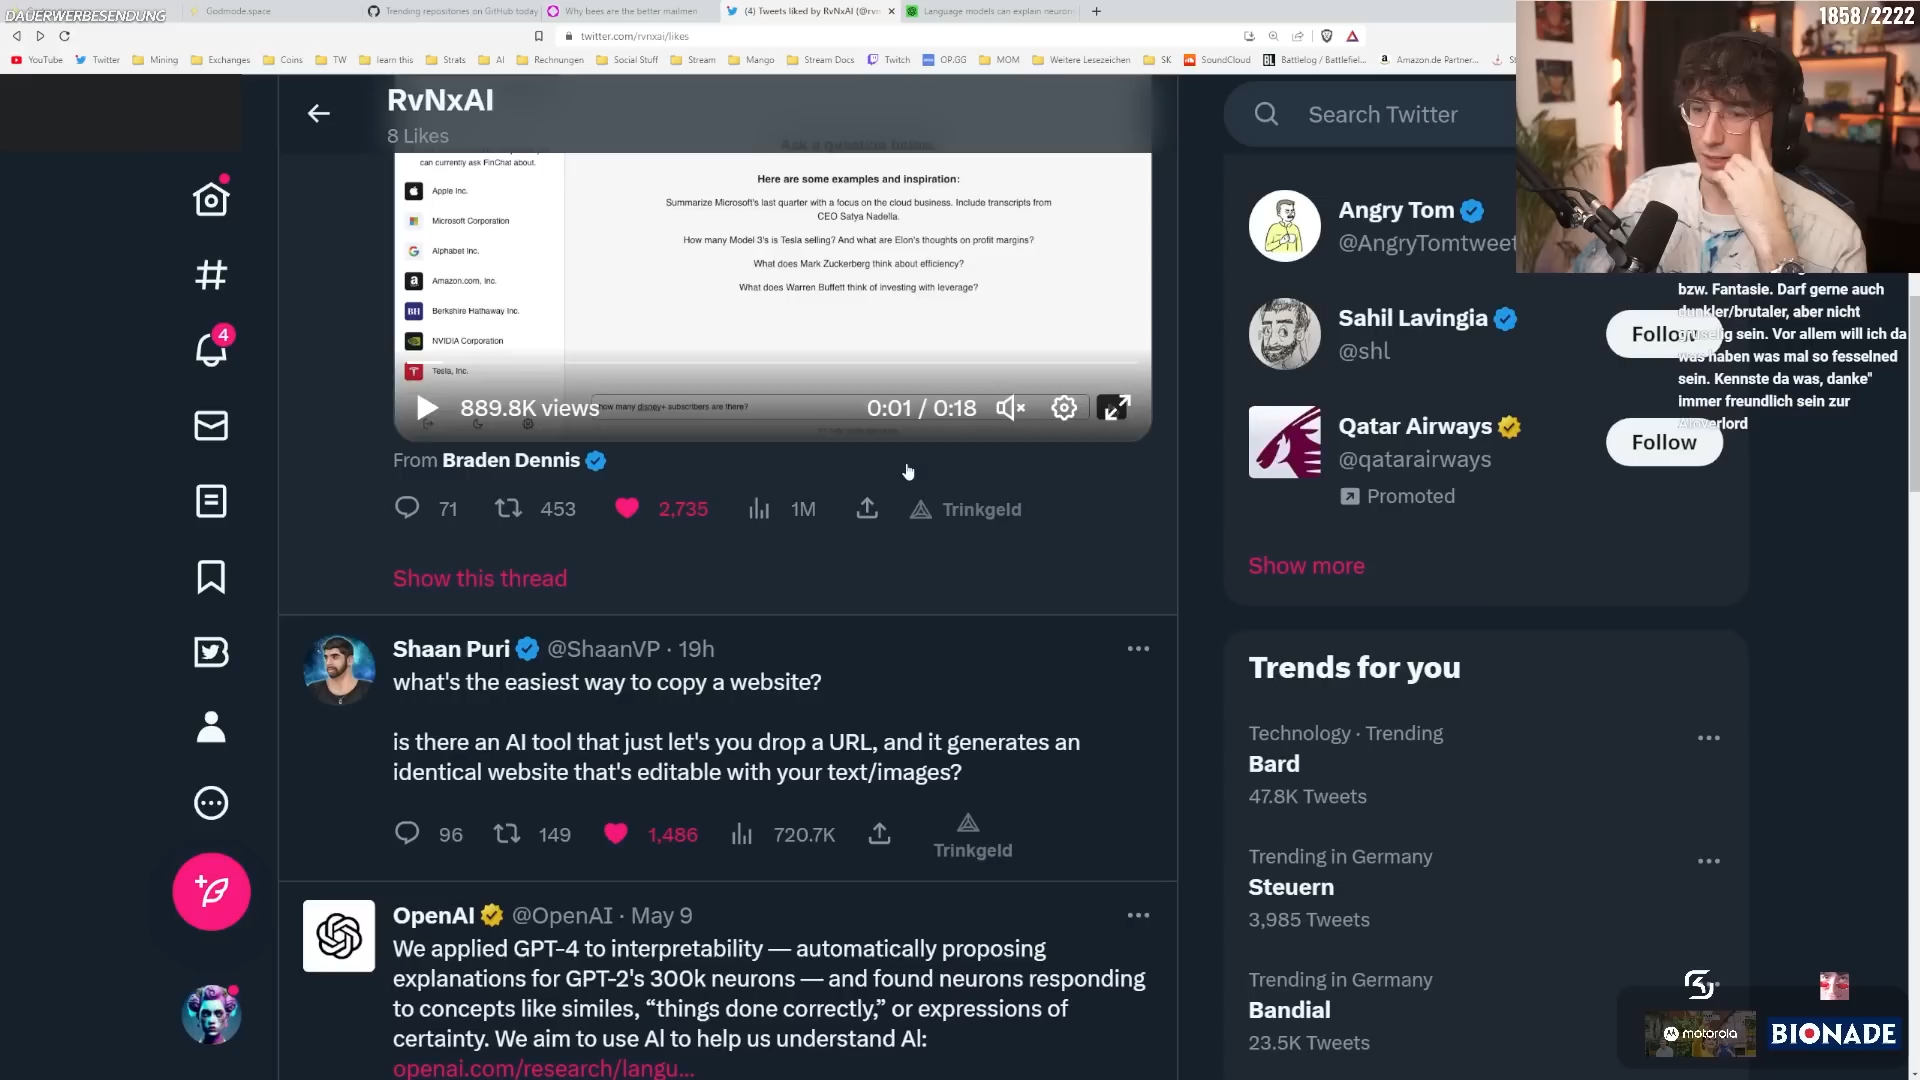 DAUERWERBESENDUNG
Godmode.space
Trending repositories on GitHub today
Why bees are the better mailmen
(4) Tweets liked by RvNxAI (@rvn
Language models can explain neuron
1858/2222
twitter.com/rvnxai/likes
YouTube
Twitter
Mining
Exchanges
Coins
TW
learn this
Strats
AI
Rechnungen
Social Stuff
Stream
Mango
Stream Docs
Twitch
OP.GG
MOM
Weitere Lesezeichen
SK
SoundCloud
Battlelog / Battlefiel...
Amazon.de Partner...
RvNxAI
8 Likes
Ask a question below.
can currently ask FinChat about.
Apple Inc.
Microsoft Corporation
Alphabet Inc.
Amazon.com, Inc.
Berkshire Hathaway Inc.
NVIDIA Corporation
Tesla, Inc.
Here are some examples and inspiration:
Summarize Microsoft's last quarter with a focus on the cloud business. Include transcripts from
CEO Satya Nadella.
How many Model 3's is Tesla selling? And what are Elon's thoughts on profit margins?
What does Mark Zuckerberg think about efficiency?
What does Warren Buffett think of investing with leverage?
How many disney+ subscribers are there?
889.8K views
0:01 / 0:18
From Braden Dennis
71
453
2,735
1M
Trinkgeld
Show this thread
Shaan Puri @ShaanVP · 19h
what's the easiest way to copy a website?
is there an AI tool that just let's you drop a URL, and it generates an
identical website that's editable with your text/images?
96
149
1,486
720.7K
Trinkgeld
OpenAI @OpenAI · May 9
We applied GPT-4 to interpretability — automatically proposing
explanations for GPT-2's 300k neurons — and found neurons responding
to concepts like similes, “things done correctly,” or expressions of
certainty. We aim to use AI to help us understand AI:
openai.com/research/langu...
4
Search Twitter
Angry Tom
@AngryTomtweet
Sahil Lavingia
@shl
Follow
Qatar Airways
@qatarairways
Promoted
Follow
Show more
bzw. Fantasie. Darf gerne auch
dunkler/brutaler, aber nicht
gruselig sein. Vor allem will ich da
was haben was mal so fesselned
sein. Kennste da was, danke"
immer freundlich sein zur
Trends for you
Technology · Trending
Bard
47.8K Tweets
Trending in Germany
Steuern
3,985 Tweets
Trending in Germany
Bandial
23.5K Tweets
motorola
BIONADE